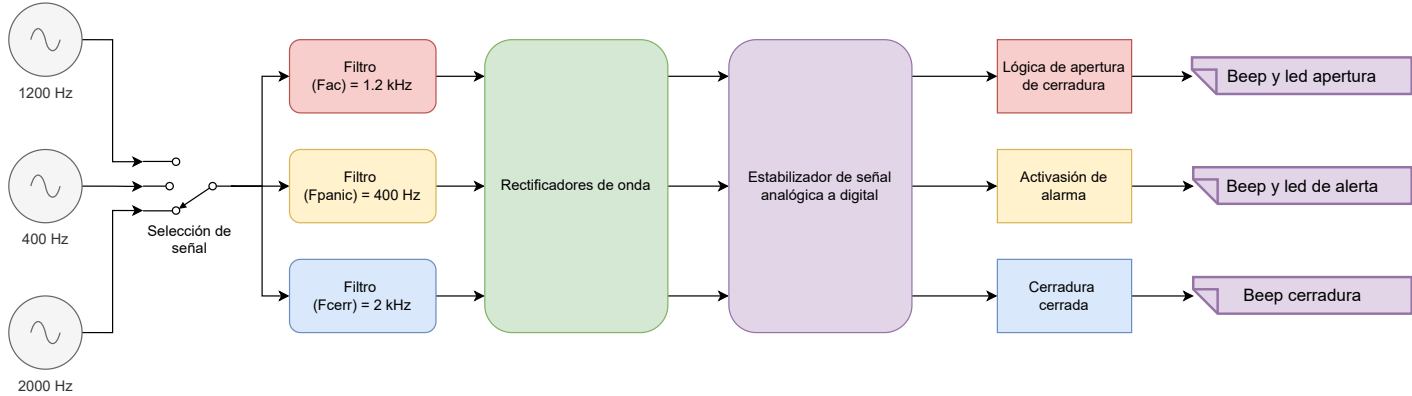 1200 Hz
400 Hz
2000 Hz
Selección de
señal
Filtro
(Fac) = 1.2 kHz
Filtro
(Fpanic) = 400 Hz
Filtro
(Fcerr) = 2 kHz
Rectificadores de onda
Estabilizador de señal
analógica a digital
Lógica de apertura
de cerradura
Activasión de
alarma
Cerradura
cerrada
Beep y led apertura
Beep y led de alerta
Beep cerradura